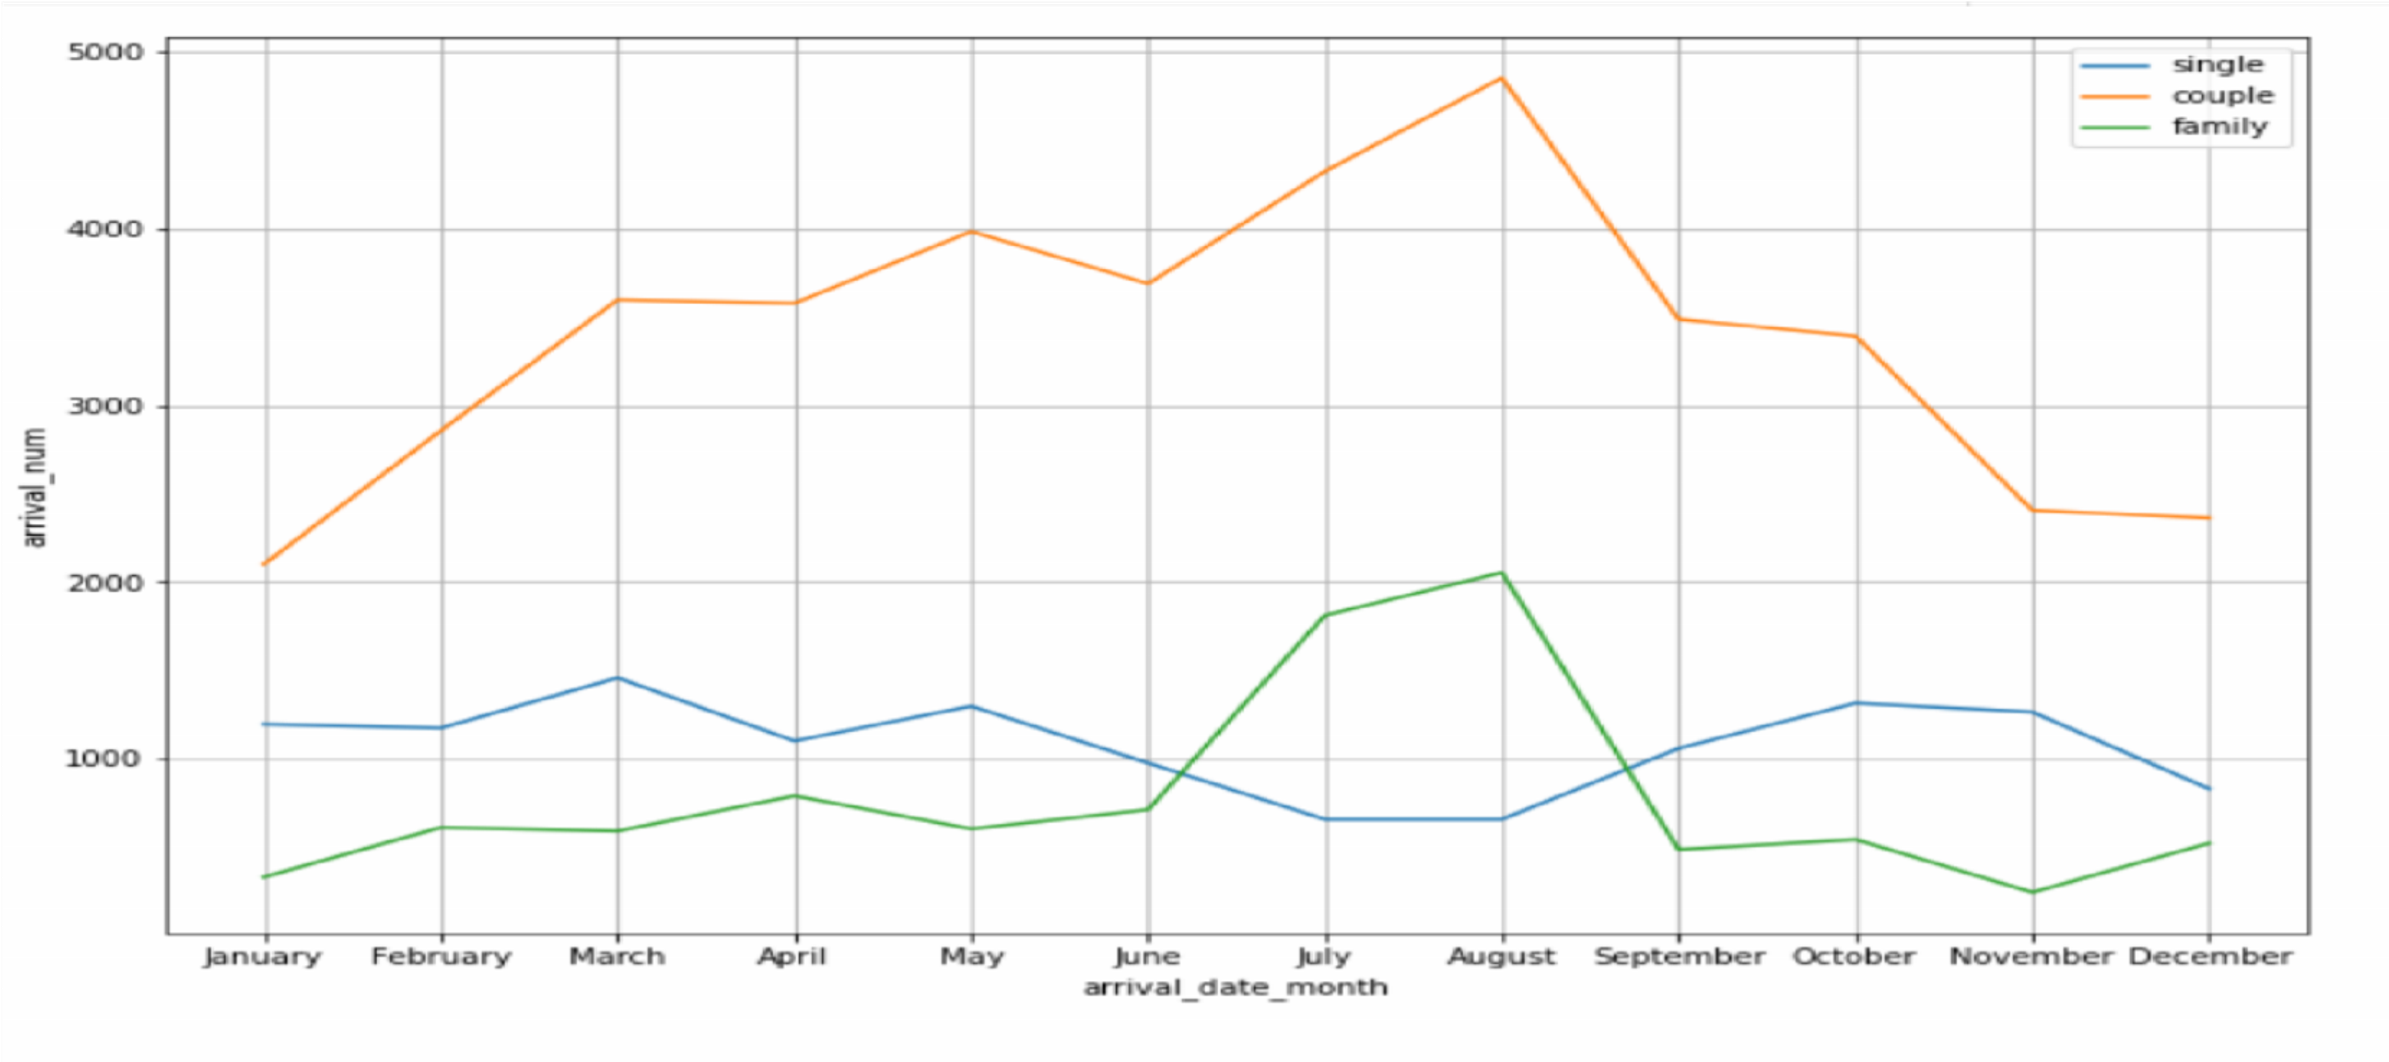 5000
4000
3000
2000
1000
arrival_num
single
couple
family
January February March April May June July August September October November December
arrival_date_month